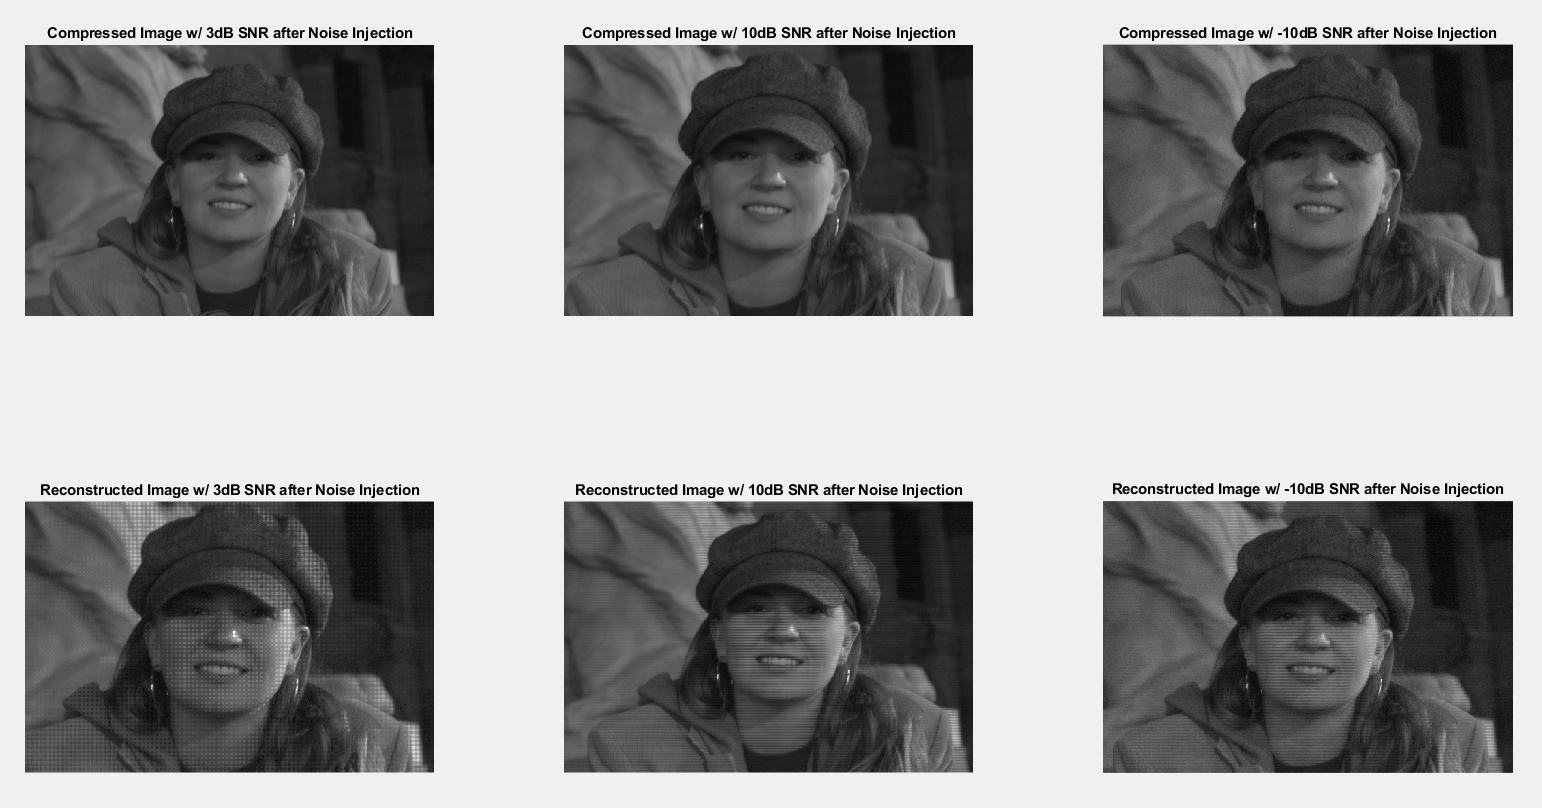 Compressed Image w/ 3dB SNR after Noise Injection
Compressed Image w/ 10dB SNR after Noise Injection
Compressed Image w/ -10dB SNR after Noise Injection
Reconstructed Image w/ 3dB SNR after Noise Injection
Reconstructed Image w/ 10dB SNR after Noise Injection
Reconstructed Image w/ -10dB SNR after Noise Injection